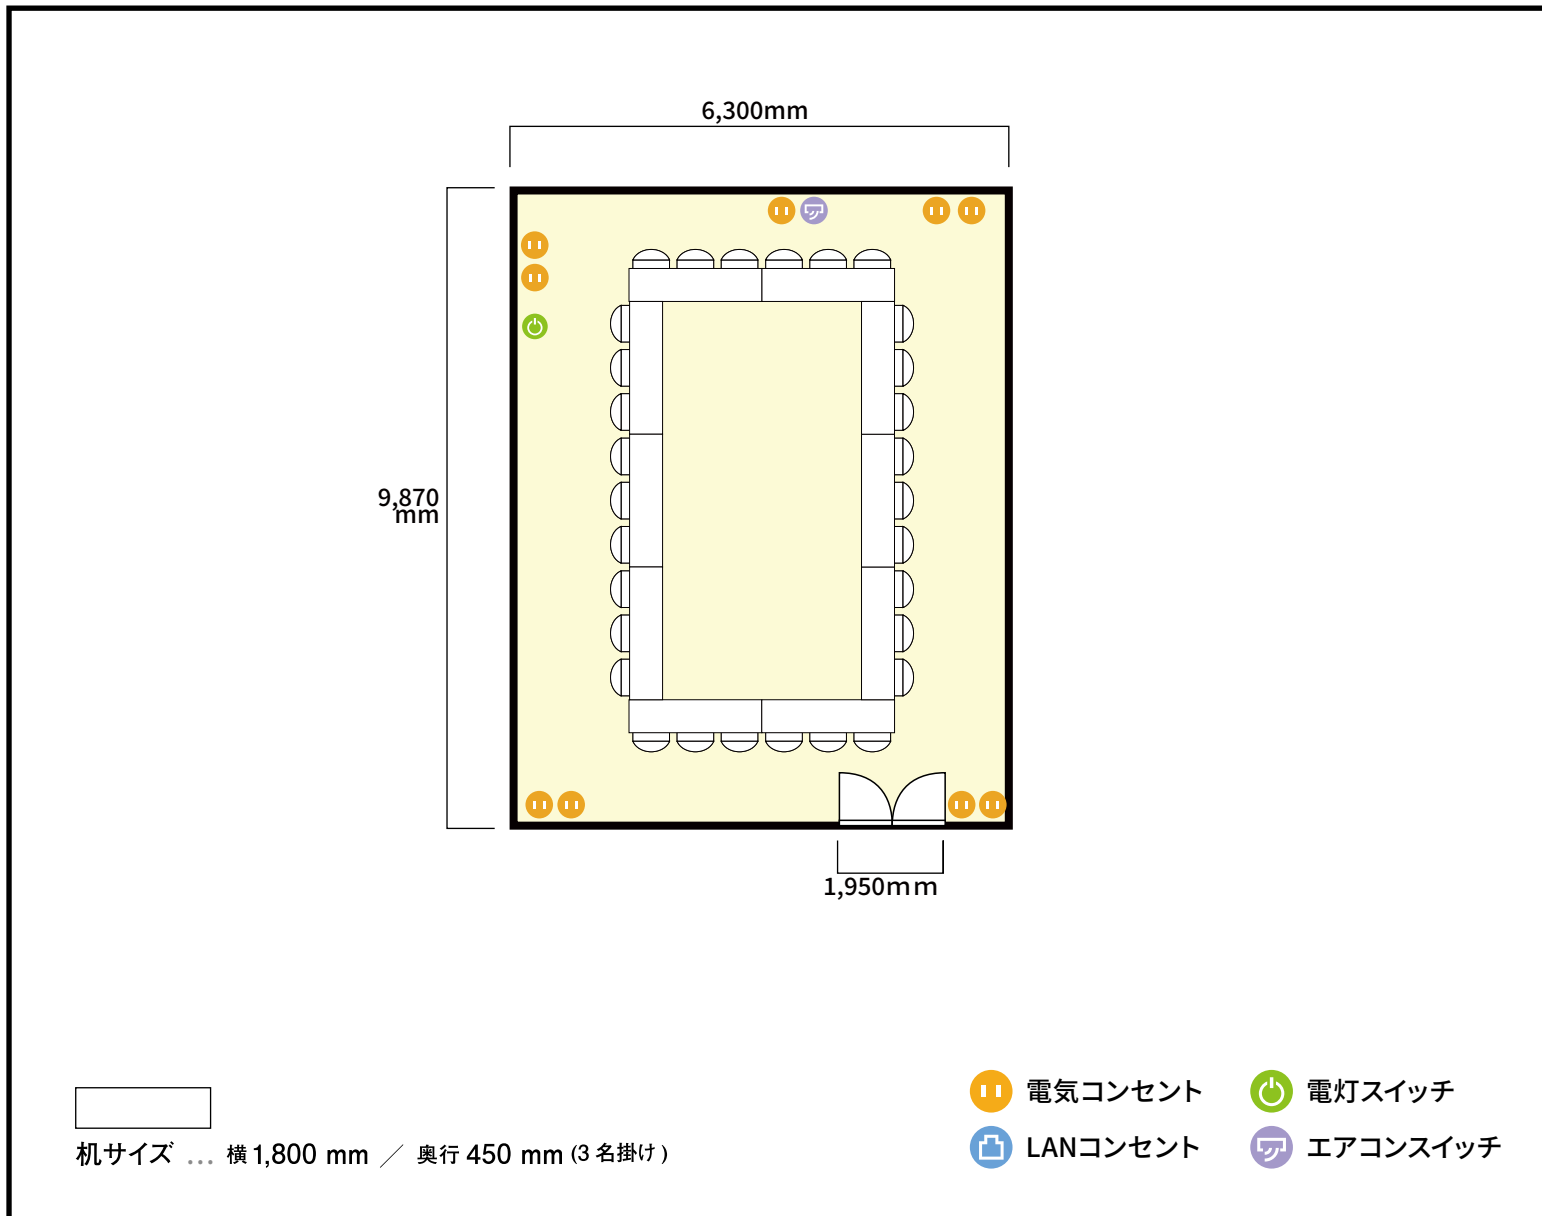 6,300mm
9,870
mm
1,950mm
電気コンセント
電灯スイッチ
LANコンセント
エアコンスイッチ
机サイズ … 横1,800 mm ／ 奥行 450 mm (3 名掛け)